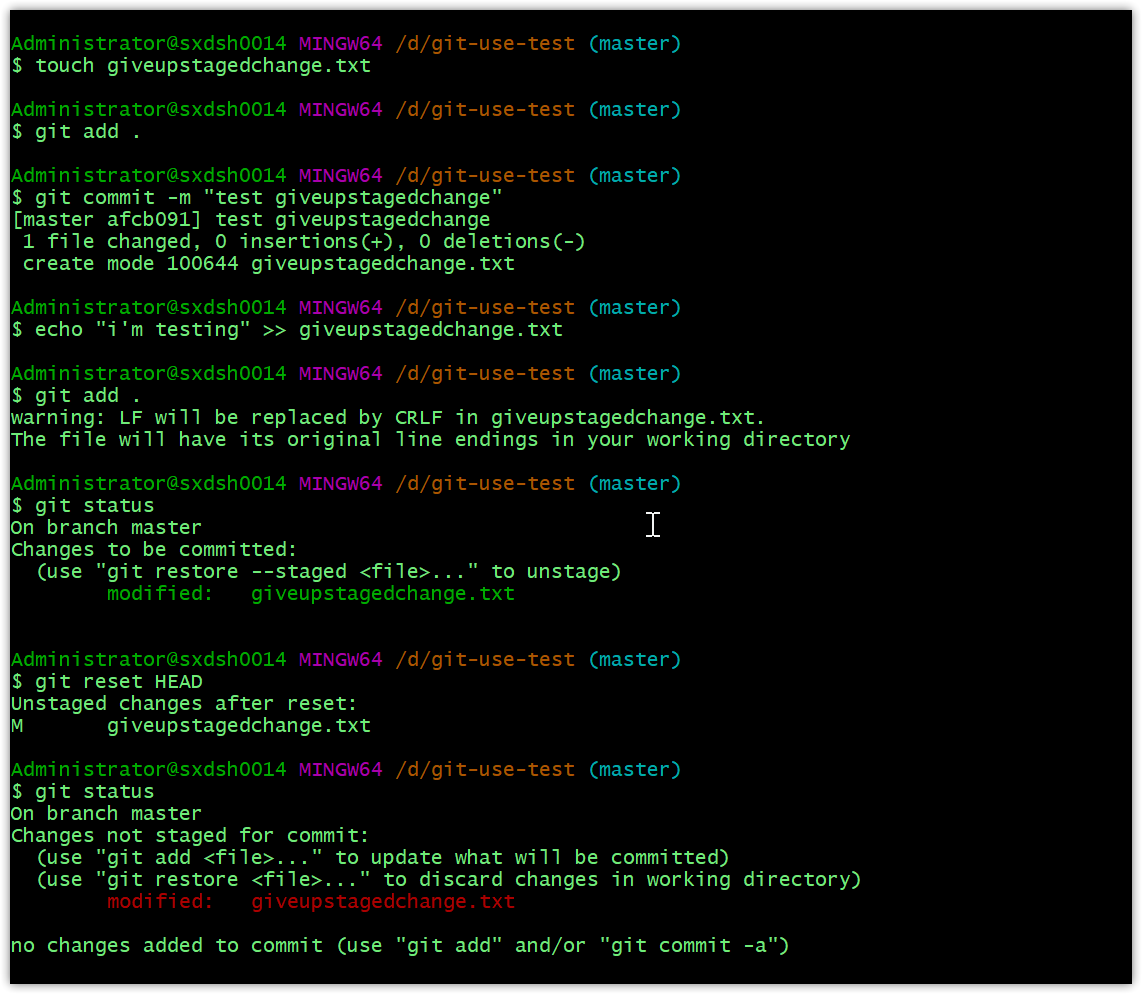 Administrator@sxdsh0014 MINGW64 /d/git-use-test (master)
$ touch giveupstagedchange.txt
Administrator@sxdsh0014 MINGW64 /d/git-use-test (master)
$ git add .
Administrator@sxdsh0014 MINGW64 /d/git-use-test (master)
$ git commit -m "test giveupstagedchange"
[master afcb091] test giveupstagedchange
 1 file changed, 0 insertions(+), 0 deletions(-)
 create mode 100644 giveupstagedchange.txt
Administrator@sxdsh0014 MINGW64 /d/git-use-test (master)
$ echo "i'm testing" >> giveupstagedchange.txt
Administrator@sxdsh0014 MINGW64 /d/git-use-test (master)
$ git add .
warning: LF will be replaced by CRLF in giveupstagedchange.txt.
The file will have its original line endings in your working directory
Administrator@sxdsh0014 MINGW64 /d/git-use-test (master)
$ git status
On branch master
Changes to be committed:
  (use "git restore --staged <file>..." to unstage)
        modified:   giveupstagedchange.txt
Administrator@sxdsh0014 MINGW64 /d/git-use-test (master)
$ git reset HEAD
Unstaged changes after reset:
M       giveupstagedchange.txt
Administrator@sxdsh0014 MINGW64 /d/git-use-test (master)
$ git status
On branch master
Changes not staged for commit:
  (use "git add <file>..." to update what will be committed)
  (use "git restore <file>..." to discard changes in working directory)
        modified:   giveupstagedchange.txt
no changes added to commit (use "git add" and/or "git commit -a")